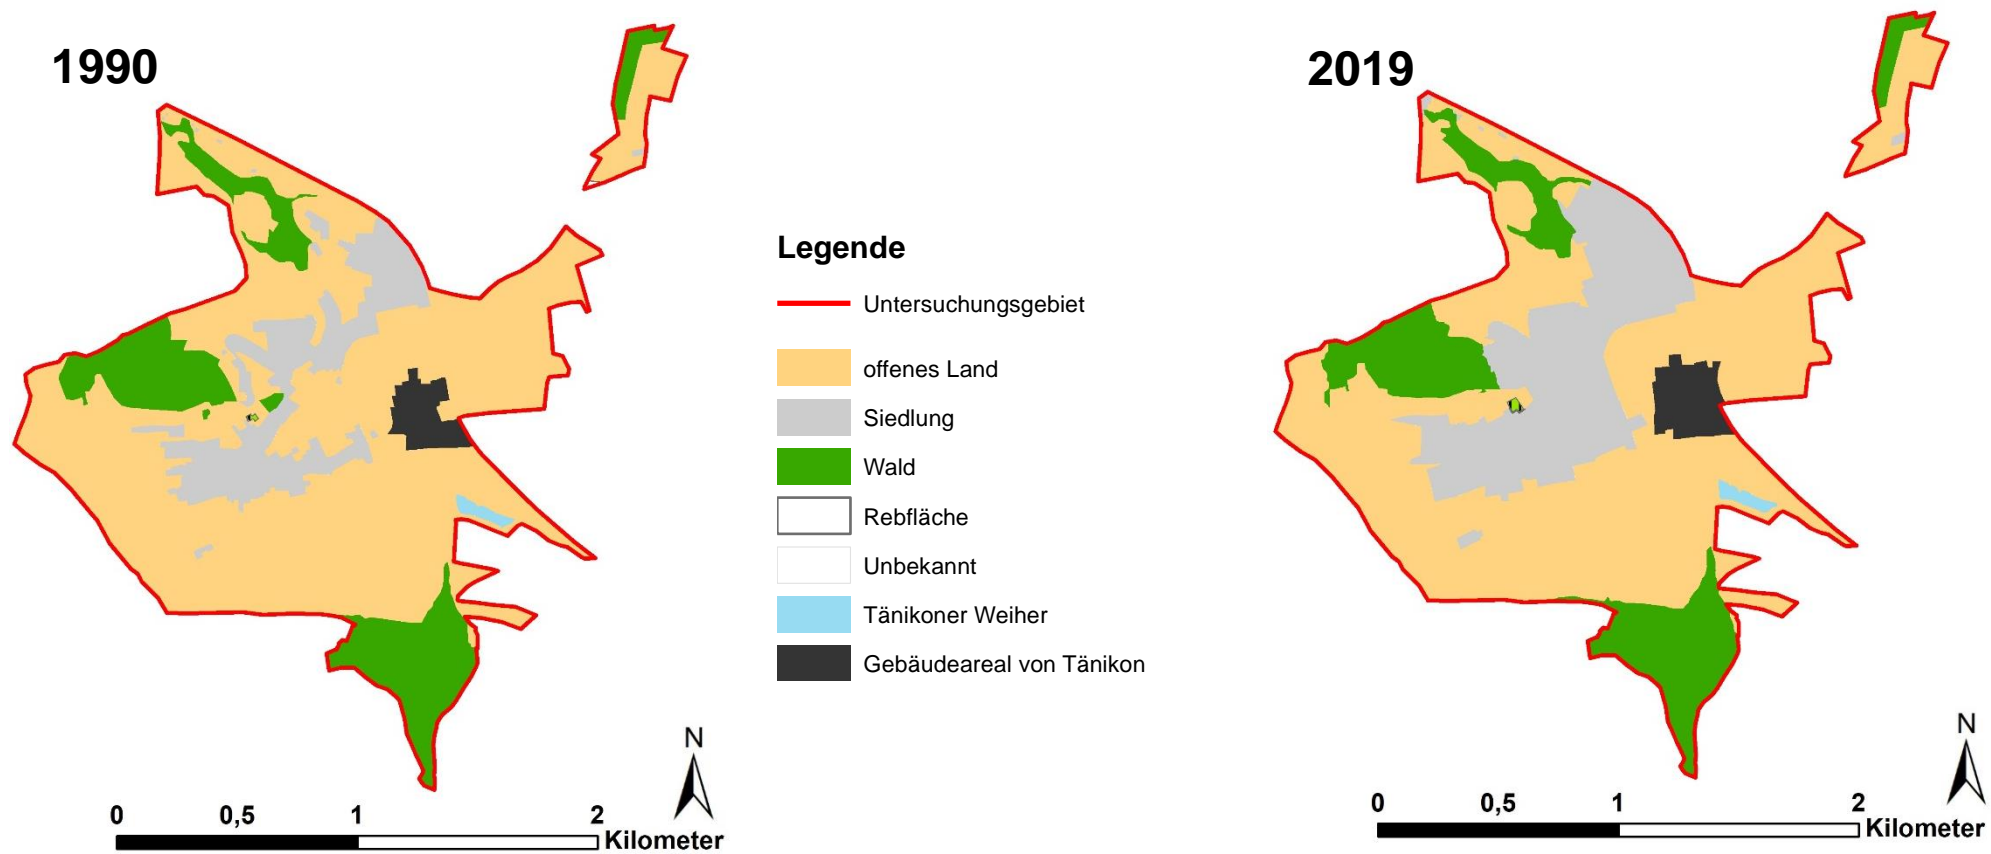 1990
2019
Legende
Untersuchungsgebiet
offenes Land
Siedlung
Wald
Rebfläche
Unbekannt
Tänikoner Weiher
Gebäudeareal von Tänikon
N
0 0,5 1 2
Kilometer
N
0 0,5 1 2
Kilometer